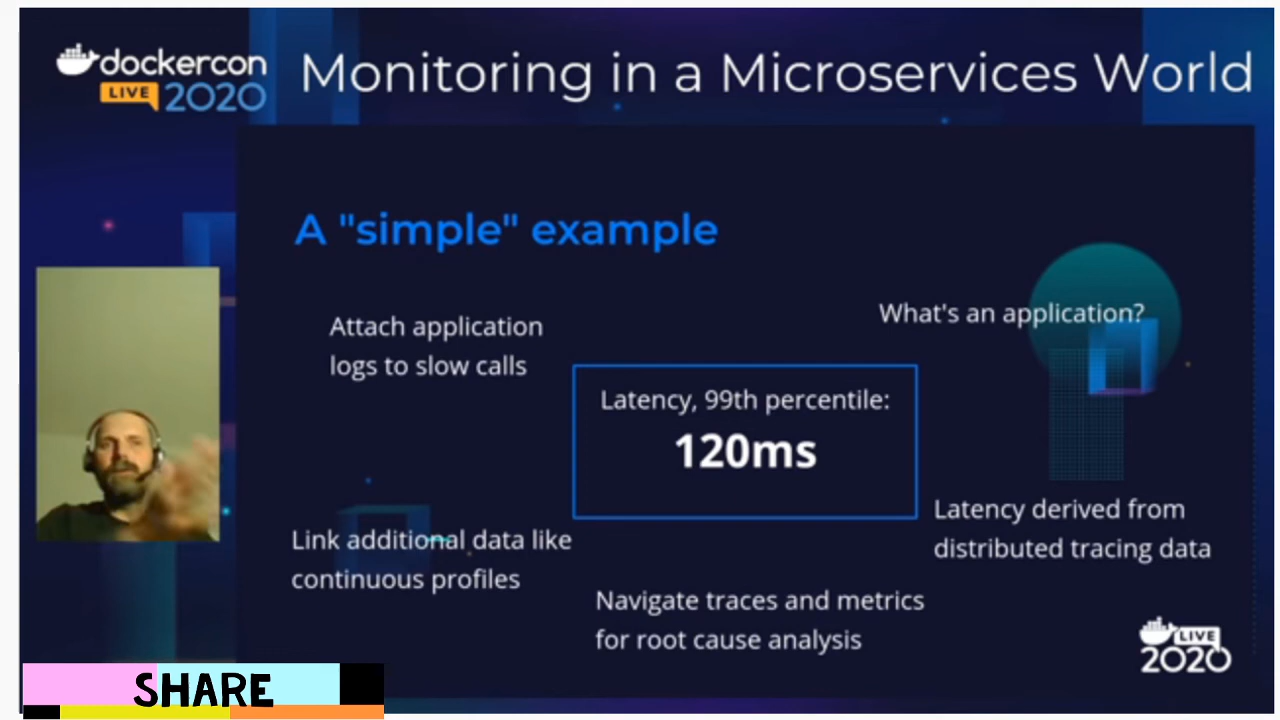 dockercon
LIVE 2020
Monitoring in a Microservices World
A "simple" example
Attach application
logs to slow calls
What's an application?
Latency, 99th percentile:
120ms
Link additional data like
continuous profiles
Latency derived from
distributed tracing data
Navigate traces and metrics
for root cause analysis
LIVE
2020
SHARE